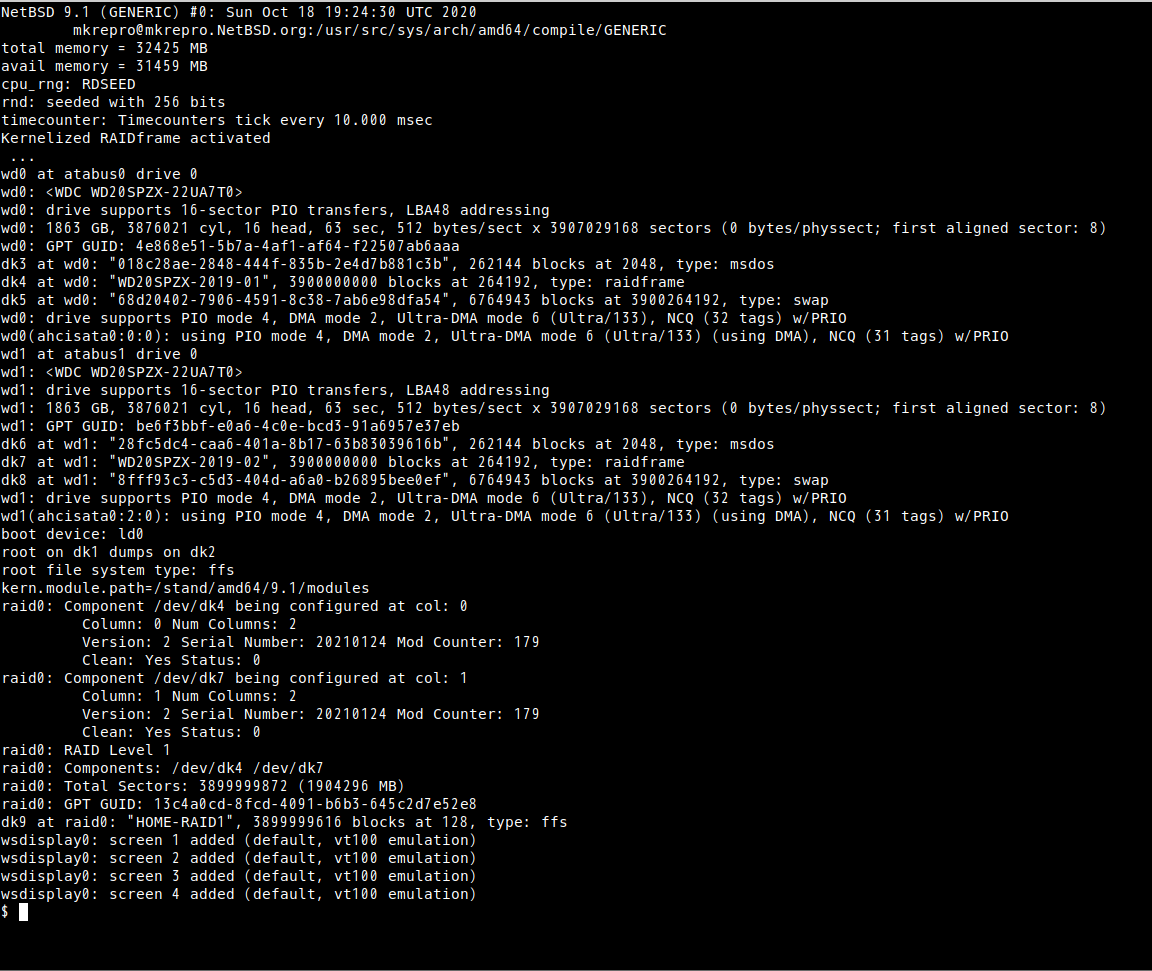 NetBSD 9.1 (GENERIC) #0: Sun Oct 18 19:24:30 UTC 2020
        mkrepro@mkrepro.NetBSD.org:/usr/src/sys/arch/amd64/compile/GENERIC
total memory = 32425 MB
avail memory = 31459 MB
cpu_rng: RDSEED
rnd: seeded with 256 bits
timecounter: Timecounters tick every 10.000 msec
Kernelized RAIDframe activated
 ...
wd0 at atabus0 drive 0
wd0: <WDC WD20SPZX-22UA7T0>
wd0: drive supports 16-sector PIO transfers, LBA48 addressing
wd0: 1863 GB, 3876021 cyl, 16 head, 63 sec, 512 bytes/sect x 3907029168 sectors (0 bytes/physsect; first aligned sector: 8)
wd0: GPT GUID: 4e868e51-5b7a-4af1-af64-f22507ab6aaa
dk3 at wd0: "018c28ae-2848-444f-835b-2e4d7b881c3b", 262144 blocks at 2048, type: msdos
dk4 at wd0: "WD20SPZX-2019-01", 3900000000 blocks at 264192, type: raidframe
dk5 at wd0: "68d20402-7906-4591-8c38-7ab6e98dfa54", 6764943 blocks at 3900264192, type: swap
wd0: drive supports PIO mode 4, DMA mode 2, Ultra-DMA mode 6 (Ultra/133), NCQ (32 tags) w/PRIO
wd0(ahcisata0:0:0): using PIO mode 4, DMA mode 2, Ultra-DMA mode 6 (Ultra/133) (using DMA), NCQ (31 tags) w/PRIO
wd1 at atabus1 drive 0
wd1: <WDC WD20SPZX-22UA7T0>
wd1: drive supports 16-sector PIO transfers, LBA48 addressing
wd1: 1863 GB, 3876021 cyl, 16 head, 63 sec, 512 bytes/sect x 3907029168 sectors (0 bytes/physsect; first aligned sector: 8)
wd1: GPT GUID: be6f3bbf-e0a6-4c0e-bcd3-91a6957e37eb
dk6 at wd1: "28fc5dc4-caa6-401a-8b17-63b83039616b", 262144 blocks at 2048, type: msdos
dk7 at wd1: "WD20SPZX-2019-02", 3900000000 blocks at 264192, type: raidframe
dk8 at wd1: "8fff93c3-c5d3-404d-a6a0-b26895bee0ef", 6764943 blocks at 3900264192, type: swap
wd1: drive supports PIO mode 4, DMA mode 2, Ultra-DMA mode 6 (Ultra/133), NCQ (32 tags) w/PRIO
wd1(ahcisata0:2:0): using PIO mode 4, DMA mode 2, Ultra-DMA mode 6 (Ultra/133) (using DMA), NCQ (31 tags) w/PRIO
boot device: ld0
root on dk1 dumps on dk2
root file system type: ffs
kern.module.path=/stand/amd64/9.1/modules
raid0: Component /dev/dk4 being configured at col: 0
         Column: 0 Num Columns: 2
         Version: 2 Serial Number: 20210124 Mod Counter: 179
         Clean: Yes Status: 0
raid0: Component /dev/dk7 being configured at col: 1
         Column: 1 Num Columns: 2
         Version: 2 Serial Number: 20210124 Mod Counter: 179
         Clean: Yes Status: 0
raid0: RAID Level 1
raid0: Components: /dev/dk4 /dev/dk7
raid0: Total Sectors: 3899999872 (1904296 MB)
raid0: GPT GUID: 13c4a0cd-8fcd-4091-b6b3-645c2d7e52e8
dk9 at raid0: "HOME-RAID1", 3899999616 blocks at 128, type: ffs
wsdisplay0: screen 1 added (default, vt100 emulation)
wsdisplay0: screen 2 added (default, vt100 emulation)
wsdisplay0: screen 3 added (default, vt100 emulation)
wsdisplay0: screen 4 added (default, vt100 emulation)
$